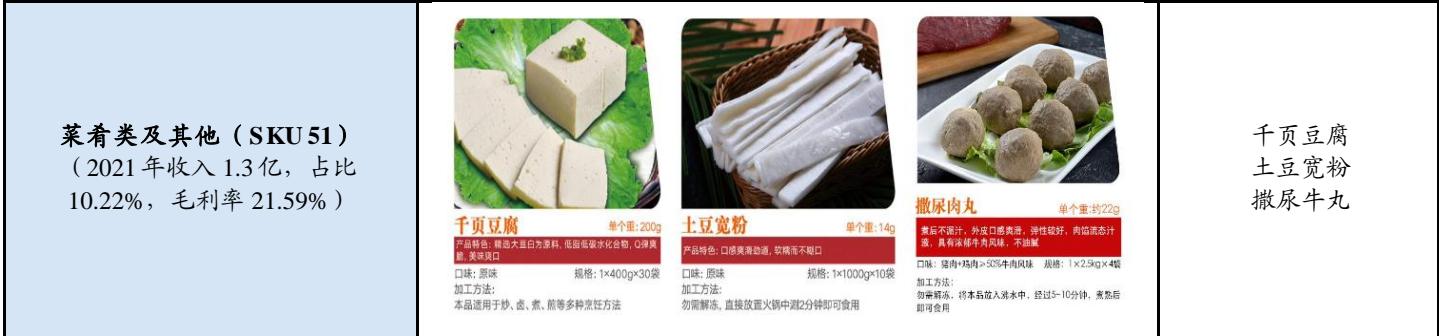 菜肴类及其他（SKU 51）
（2021 年收入 1.3 亿，占比
10.22%，毛利率 21.59%）
千页豆腐
单个重: 200g
产品特色: 精选大豆白为原料, 低脂低碳水化合物, Q弹爽
脆, 美味爽口
口味: 原味
规格: 1×400g×30袋
加工方法:
本品适用于炒、卤、煮、煎等多种烹饪方法
土豆宽粉
单个重: 14g
产品特色: 口感爽滑劲道, 软糯而不糊口
口味: 原味
规格: 1×1000g×10袋
加工方法:
勿需解冻, 直接放置火锅中涮2分钟即可食用
撒尿肉丸
单个重:约22g
煮后不漏汁, 外皮口感爽滑, 弹性较好, 肉馅流态汁
液, 具有浓郁牛肉风味, 不油腻
口味: 猪肉+鸡肉≥50%牛肉风味
规格: 1×2.5kg×4袋
加工方法:
勿需解冻, 将本品放入沸水中, 经过5~10分钟, 煮熟后
即可食用
千页豆腐
土豆宽粉
撒尿牛丸